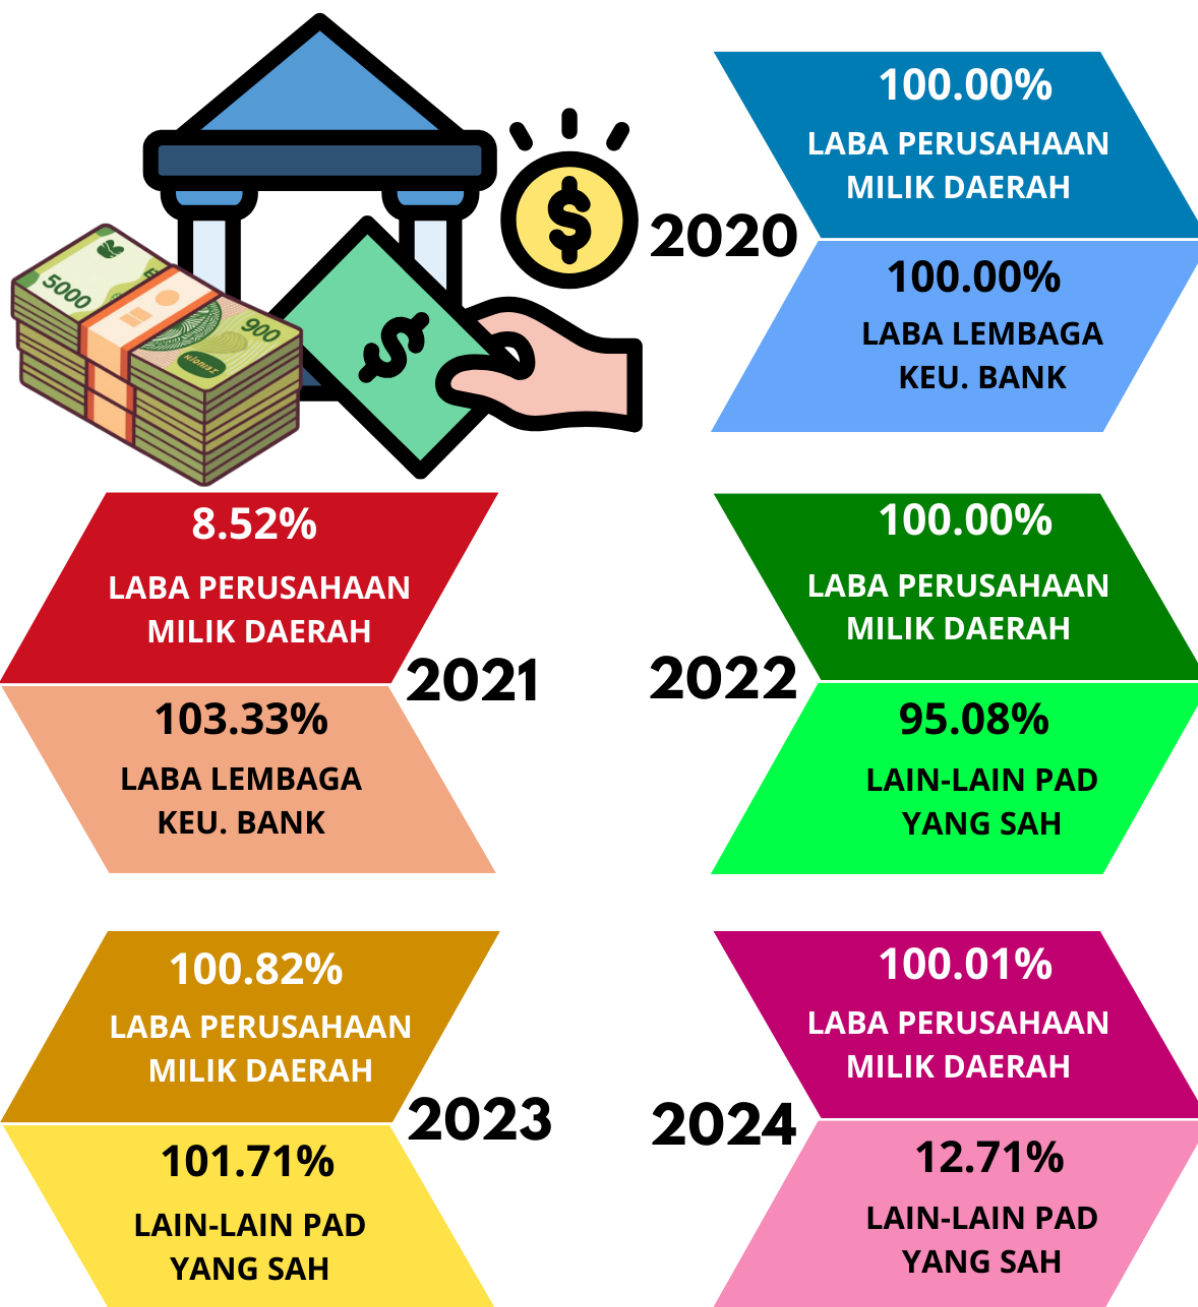 100.00%
LABA PERUSAHAAN
MILIK DAERAH
2020
100.00%
LABA LEMBAGA
KEU. BANK
5000
900
8.52%
LABA PERUSAHAAN
MILIK DAERAH
2021
103.33%
LABA LEMBAGA
KEU. BANK
100.00%
LABA PERUSAHAAN
MILIK DAERAH
2022
95.08%
LAIN-LAIN PAD
YANG SAH
100.82%
LABA PERUSAHAAN
MILIK DAERAH
2023
101.71%
LAIN-LAIN PAD
YANG SAH
100.01%
LABA PERUSAHAAN
MILIK DAERAH
2024
12.71%
LAIN-LAIN PAD
YANG SAH